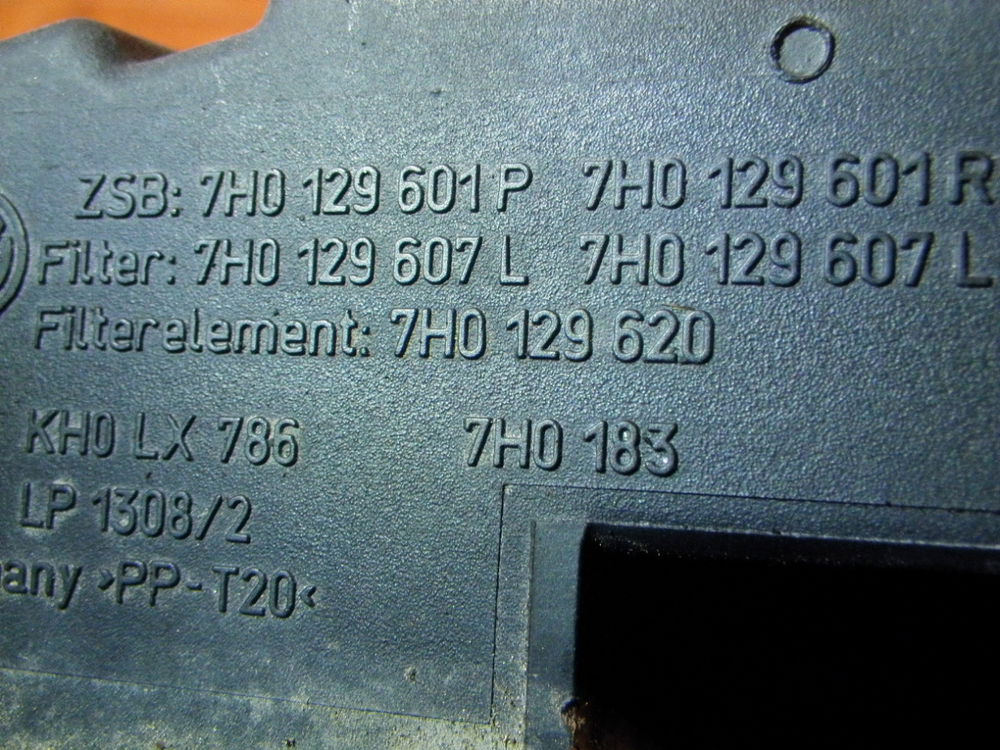 ZSB: 7H0 129 601 P 7H0 129 601 R
Filter: 7H0 129 607 L 7H0 129 607 L
Filterelement: 7H0 129 620
KH0 LX 786 7H0 183
LP 1308/2
any >PP-T20<